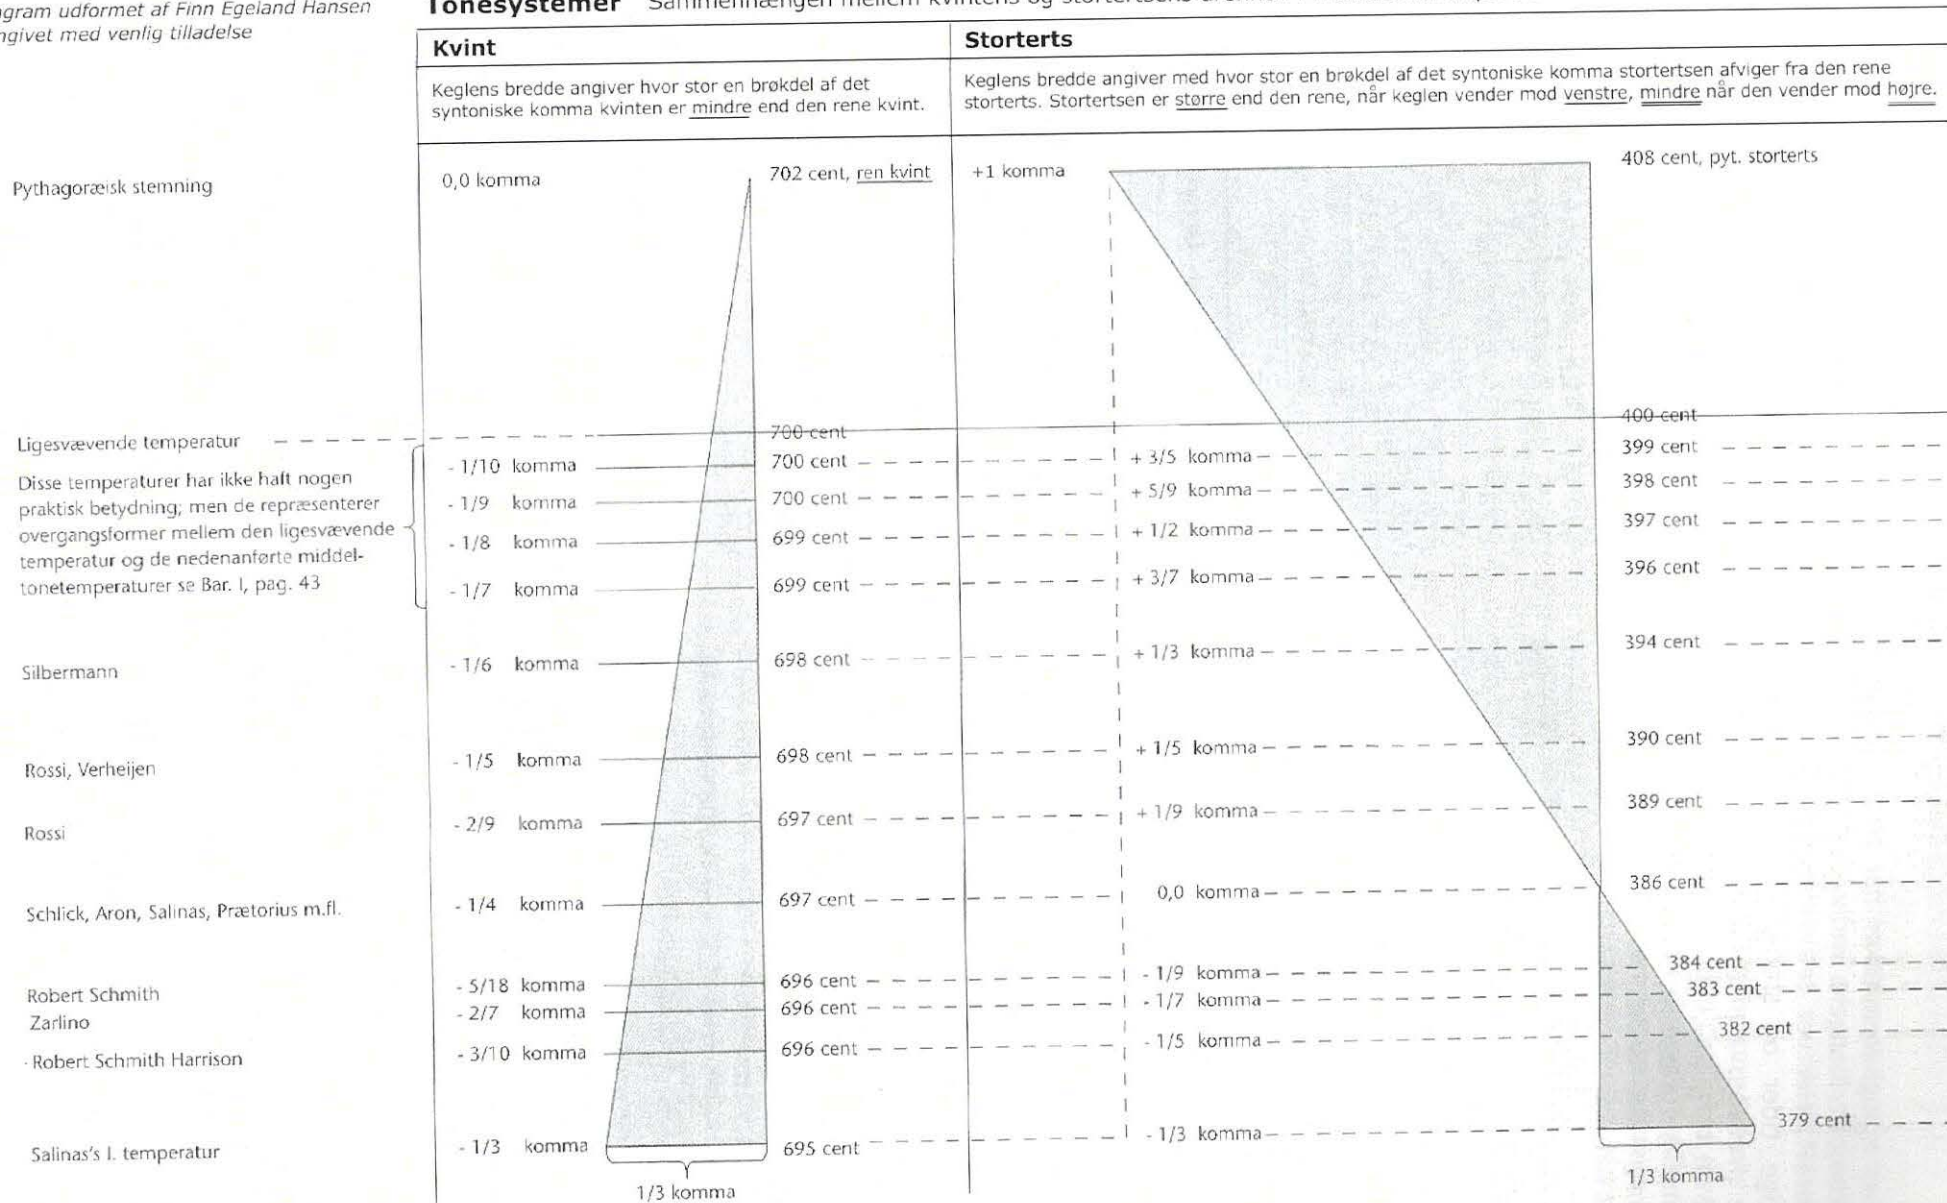 udformet af Finn Egeland Hansen
med venlig tilladelse
Tonesystemer
Kvint
Storterts
Keglens bredde angiver hvor stor en brøkdel af det
syntoniske komma kvinten er mindre end den rene kvint.
Keglens bredde angiver med hvor stor en brøkdel af det syntoniske komma stortertsen afviger fra den rene
storterts. Stortertsen er større end den rene, når keglen vender mod venstre, mindre når den vender mod højre.
Pythagoræisk stemning 0,0 komma 702 cent, ren kvint +1 komma 408 cent, pyt. storterts
Ligesvævende temperatur 700 cent 400 cent
- 1/10 komma 700 cent + 3/5 komma 399 cent
- 1/9 komma 700 cent + 5/9 komma 398 cent
- 1/8 komma 699 cent + 1/2 komma 397 cent
- 1/7 komma 699 cent + 3/7 komma 396 cent
Disse temperaturer har ikke haft nogen
praktisk betydning; men de repræsenterer
overgangsformer mellem den ligesvævende
temperatur og de nedenanførte middel-
tonetemperaturer se Bar. I, pag. 43
Silbermann - 1/6 komma 698 cent + 1/3 komma 394 cent
Rossi, Verheijen - 1/5 komma 698 cent + 1/5 komma 390 cent
Rossi - 2/9 komma 697 cent + 1/9 komma 389 cent
Schlick, Aron, Salinas, Prætorius m.fl. - 1/4 komma 697 cent 0,0 komma 386 cent
Robert Schmith - 5/18 komma 696 cent - 1/9 komma 384 cent
Zarlino - 2/7 komma 696 cent - 1/7 komma 383 cent
Robert Schmith Harrison - 3/10 komma 696 cent - 1/5 komma 382 cent
Salinas's I. temperatur - 1/3 komma 695 cent - 1/3 komma 379 cent
1/3 komma 1/3 komma